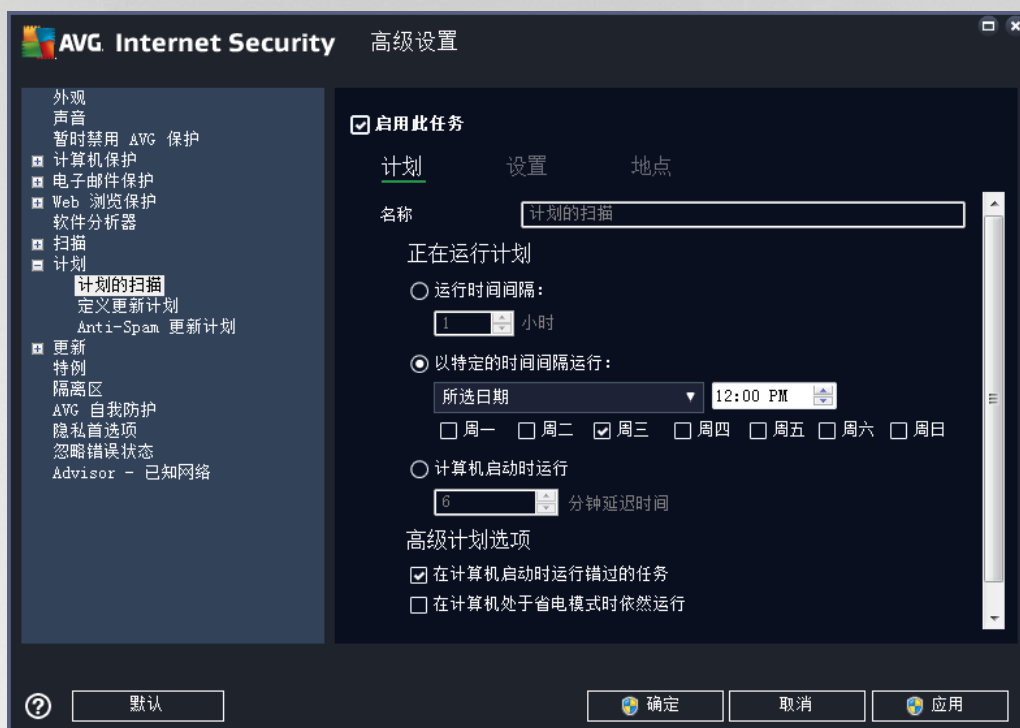 AVG. Internet Security 高级设置
外观
声音
暂时禁用 AVG 保护
计算机保护
电子邮件保护
Web 浏览保护
软件分析器
扫描
计划
计划的扫描
定义更新计划
Anti-Spam 更新计划
更新
特例
隔离区
AVG 自我防护
隐私首选项
忽略错误状态
Advisor - 已知网络
启用此任务
计划 设置 地点
名称 计划的扫描
正在运行计划
运行时间间隔：
1 小时
以特定的时间间隔运行：
所选日期 12:00 PM
周一 周二 周三 周四 周五 周六 周日
计算机启动时运行
6 分钟延迟时间
高级计划选项
在计算机启动时运行错过的任务
在计算机处于省电模式时依然运行
? 默认 确定 取消 应用